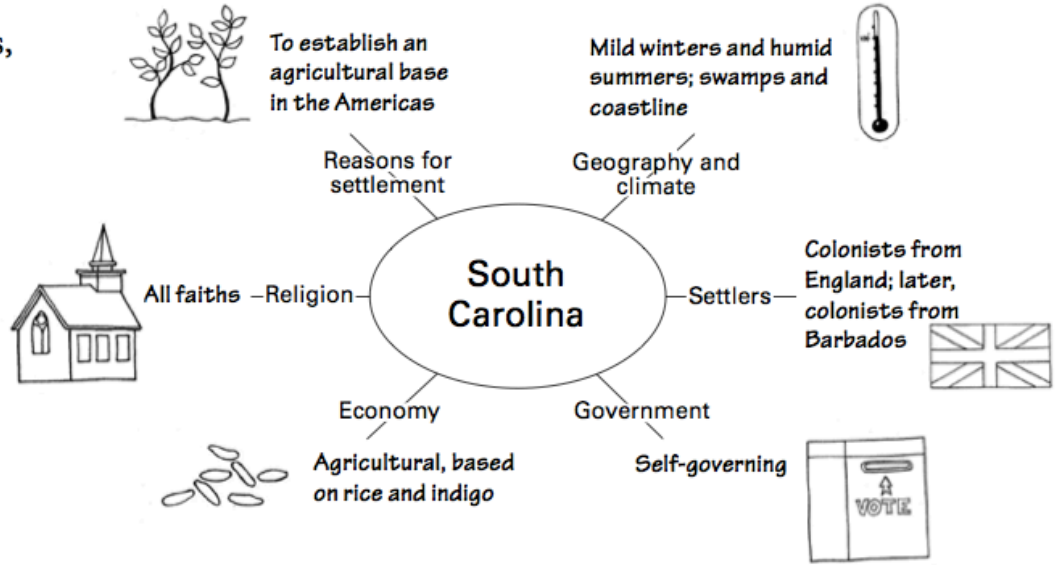 s,
To establish an
agricultural base
in the Americas
Mild winters and humid
summers; swamps and
coastline
Reasons for
settlement
Geography and
climate
South
Carolina
All faiths
Religion
Settlers
Colonists from
England; later,
colonists from
Barbados
Economy
Government
Agricultural, based
on rice and indigo
Self-governing
VOTE